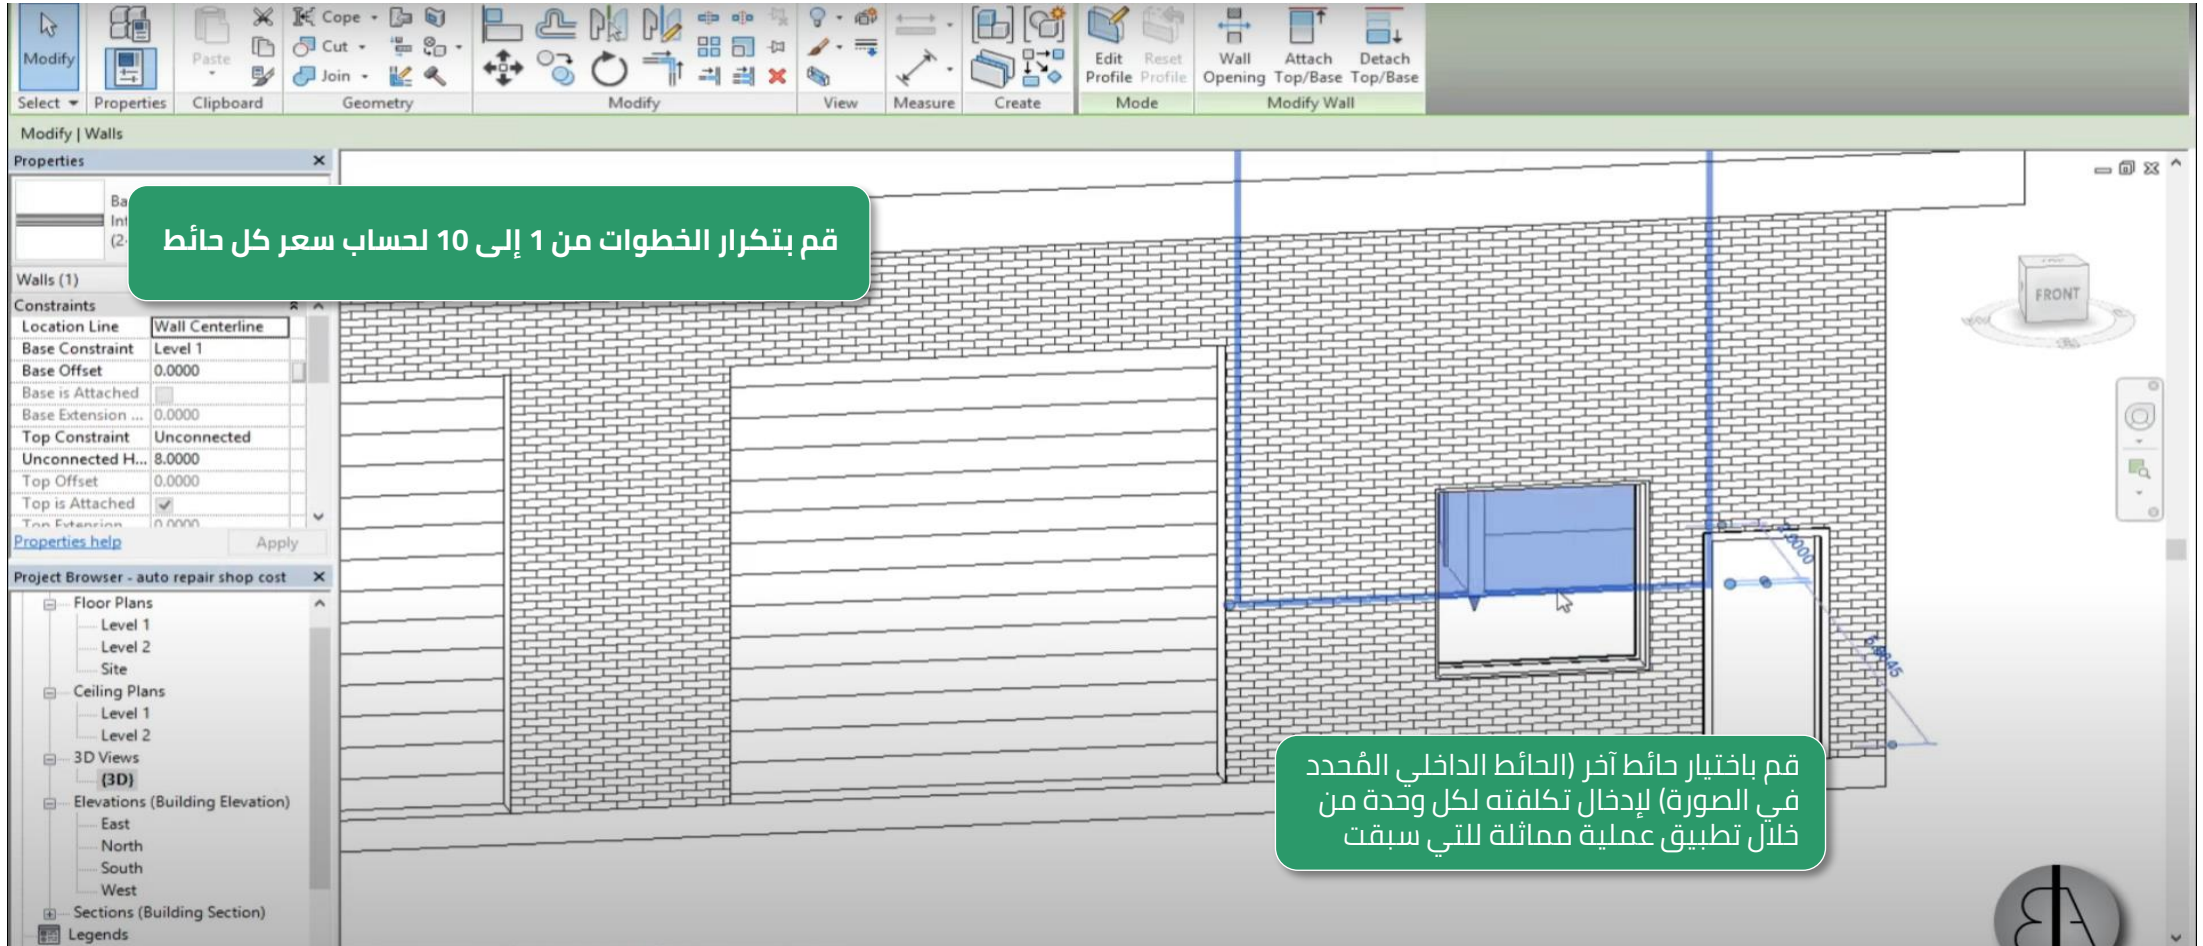 Modify
Paste
Cope
Cut
Join
Edit Profile
Reset Profile
Wall Opening
Attach Top/Base
Detach Top/Base
Select
Properties
Clipboard
Geometry
Modify
View
Measure
Create
Mode
Modify Wall
Modify | Walls
Properties
Ba
Int
(2-
قم بتكرار الخطوات من 1 إلى 10 لحساب سعر كل حائط
Walls (1)
Constraints
Location Line Wall Centerline
Base Constraint Level 1
Base Offset 0.0000
Base is Attached
Base Extension ... 0.0000
Top Constraint Unconnected
Unconnected H... 8.0000
Top Offset 0.0000
Top is Attached
Top Extension 0.0000
Properties help Apply
FRONT
Project Browser - auto repair shop cost
Floor Plans
Level 1
Level 2
Site
Ceiling Plans
Level 1
Level 2
3D Views
{3D}
Elevations (Building Elevation)
East
North
South
West
Sections (Building Section)
Legends
قم باختيار حائط آخر (الحائط الداخلي المُحدد
في الصورة) لإدخال تكلفته لكل وحدة من
خلال تطبيق عملية مماثلة للتي سبقت